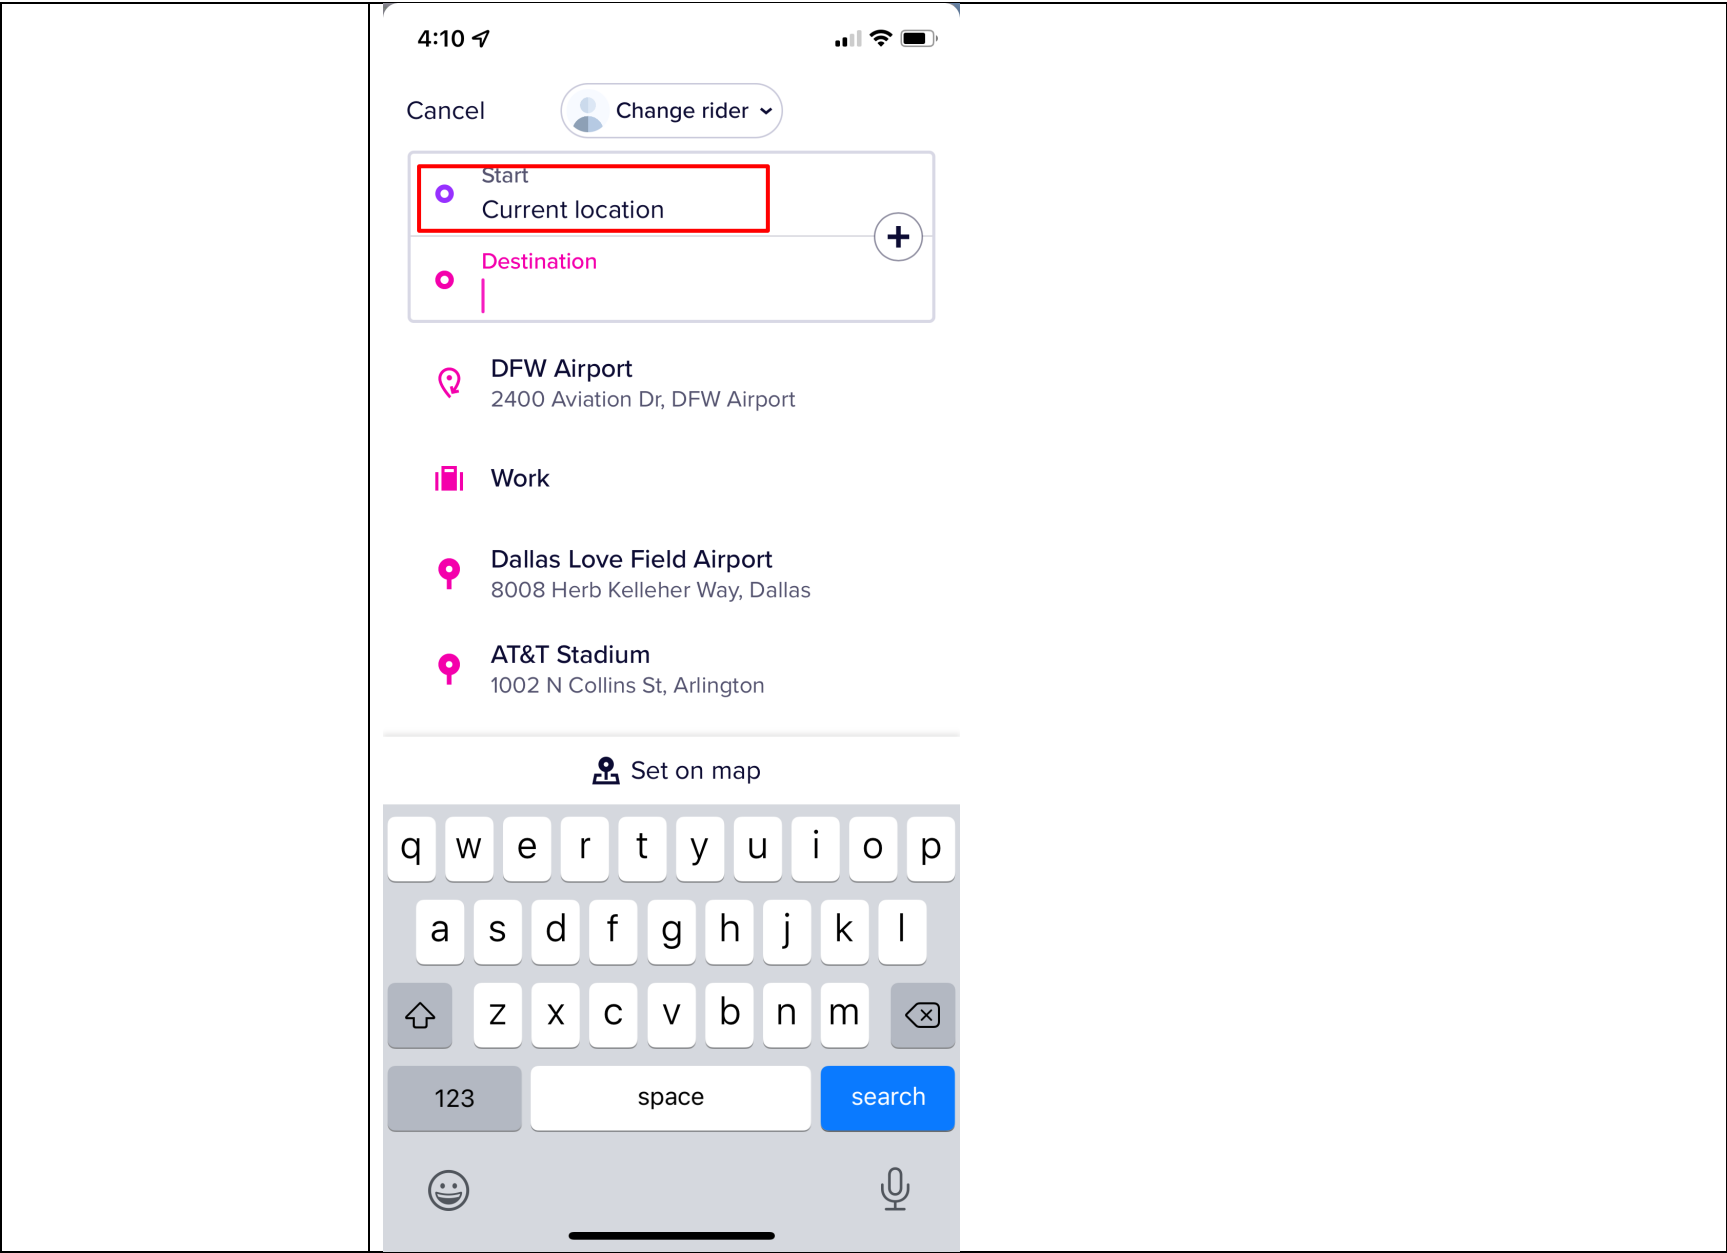 4:10
Cancel
Change rider
Start
Current location
Destination
DFW Airport
2400 Aviation Dr, DFW Airport
Work
Dallas Love Field Airport
8008 Herb Kelleher Way, Dallas
AT&T Stadium
1002 N Collins St, Arlington
Set on map
q w e r t y u i o p
a s d f g h j k l
z x c v b n m
123 space search